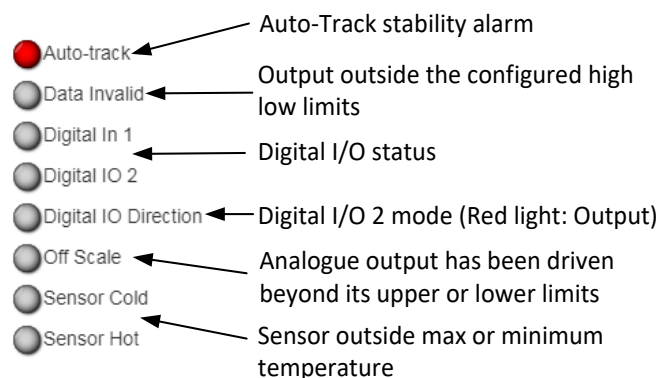 Auto-Track stability alarm
Auto-track
Output outside the configured high
low limits
Data Invalid
Digital In 1
Digital I/O status
Digital IO 2
Digital IO Direction
Digital I/O 2 mode (Red light: Output)
Off Scale
Analogue output has been driven
beyond its upper or lower limits
Sensor Cold
Sensor Hot
Sensor outside max or minimum
temperature